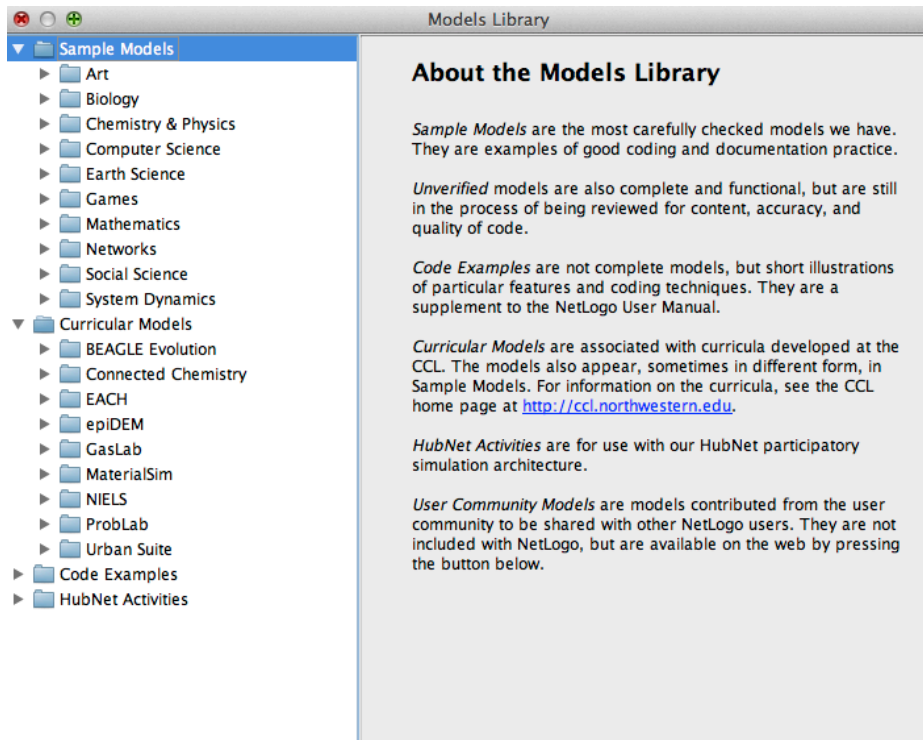 Models Library
Sample Models
Art
Biology
Chemistry & Physics
Computer Science
Earth Science
Games
Mathematics
Networks
Social Science
System Dynamics
Curricular Models
BEAGLE Evolution
Connected Chemistry
EACH
epiDEM
GasLab
MaterialSim
NIELS
ProbLab
Urban Suite
Code Examples
HubNet Activities
About the Models Library
Sample Models are the most carefully checked models we have.
They are examples of good coding and documentation practice.
Unverified models are also complete and functional, but are still
in the process of being reviewed for content, accuracy, and
quality of code.
Code Examples are not complete models, but short illustrations
of particular features and coding techniques. They are a
supplement to the NetLogo User Manual.
Curricular Models are associated with curricula developed at the
CCL. The models also appear, sometimes in different form, in
Sample Models. For information on the curricula, see the CCL
home page at http://ccl.northwestern.edu.
HubNet Activities are for use with our HubNet participatory
simulation architecture.
User Community Models are models contributed from the user
community to be shared with other NetLogo users. They are not
included with NetLogo, but are available on the web by pressing
the button below.